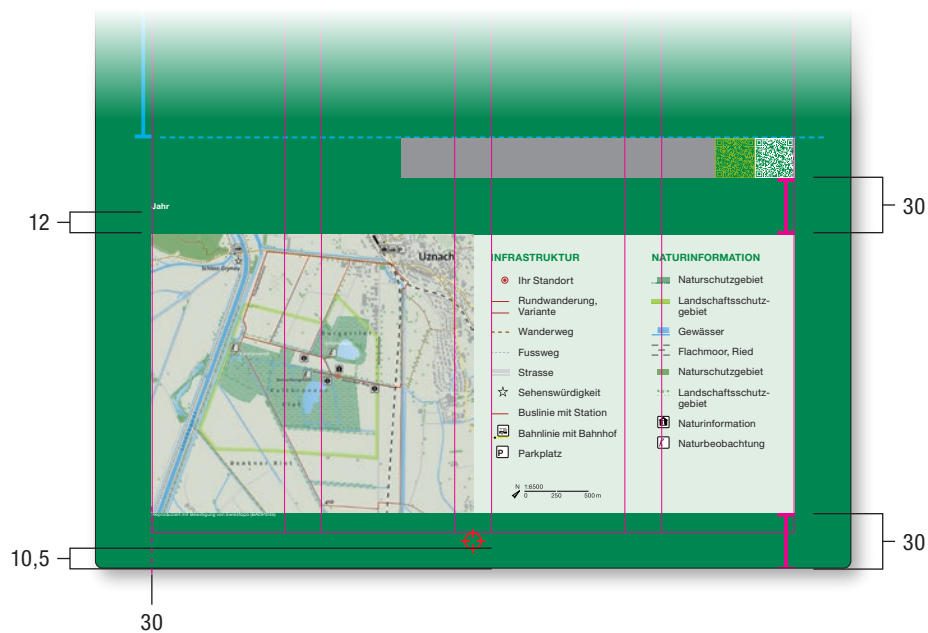 Jahr
12
30
Uznach
Schloss Grynau
INFRASTRUKTUR
Ihr Standort
Rundwanderung,
Variante
Wanderweg
Fussweg
Strasse
Sehenswürdigkeit
Buslinie mit Station
Bahnlinie mit Bahnhof
P Parkplatz
N 1:6500
0 250 500 m
NATURINFORMATION
Naturschutzgebiet
Landschaftsschutz-
gebiet
Gewässer
Flachmoor, Ried
Naturschutzgebiet
Landschaftsschutz-
gebiet
Naturinformation
Naturbeobachtung
10,5
30
30